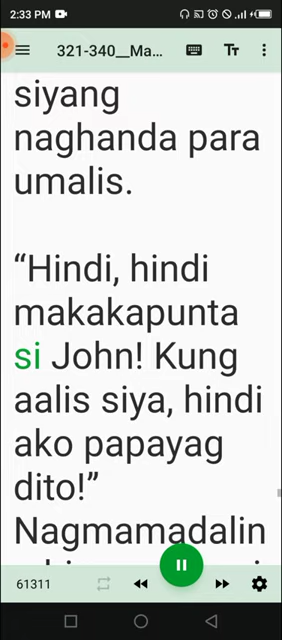 2:33 PM
321-340__Ma...
siyang
naghanda para
umalis.
“Hindi, hindi
makakapunta
si John! Kung
aalis siya, hindi
ako papayag
dito!”
Nagmamadalin
61311